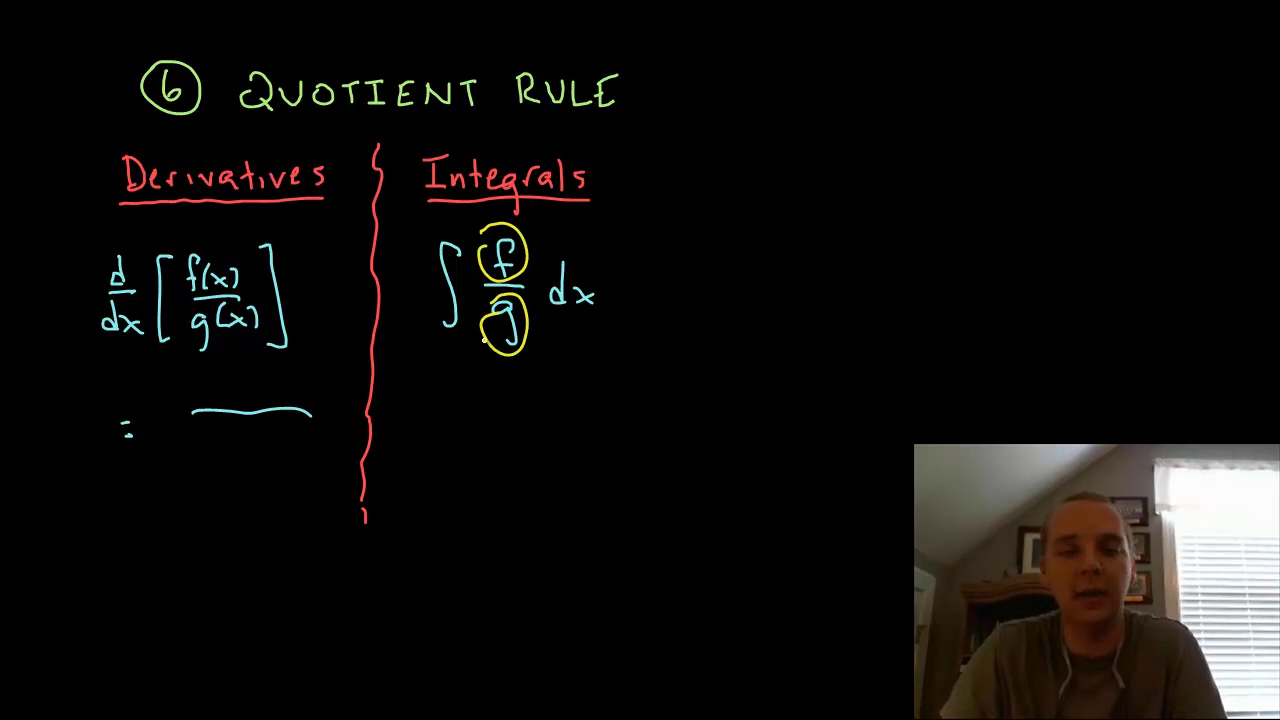 6 QUOTIENT RULE
Derivatives
d/dx [ f(x)/g(x) ]
=
Integrals
∫ f/g dx